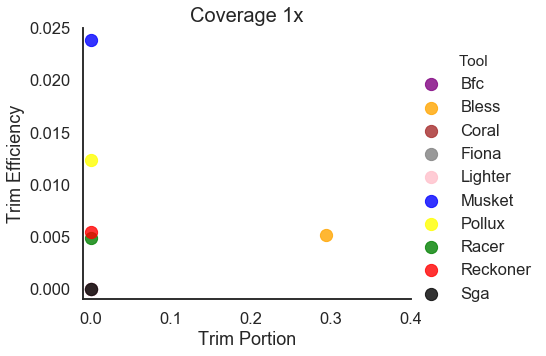 Coverage 1x
Trim Efficiency
0.025
0.020
0.015
0.010
0.005
0.000
0.0 0.1 0.2 0.3 0.4
Trim Portion
Tool
Bfc
Bless
Coral
Fiona
Lighter
Musket
Pollux
Racer
Reckoner
Sga